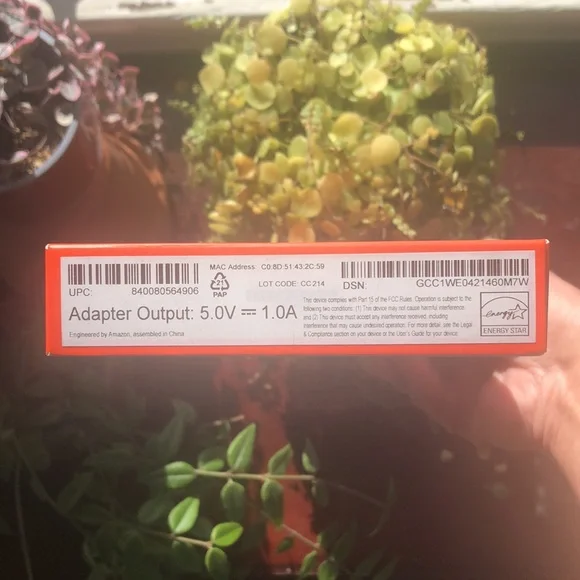 MAC Address: C0:8D:51:43:2C:59
UPC: 840080564906
21
PAP
LOT CODE: CC214
DSN: GCC1WE0421460M7W
Adapter Output: 5.0V ⎓ 1.0A
Engineered by Amazon, assembled in China
This device complies with Part 15 of the FCC Rules. Operation is subject to the
following two conditions: (1) This device may not cause harmful interference,
and (2) This device must accept any interference received, including
interference that may cause undesired operation. For more detail, see the Legal
& Compliance section on your device or the User's Guide for your device.
energy
ENERGY STAR